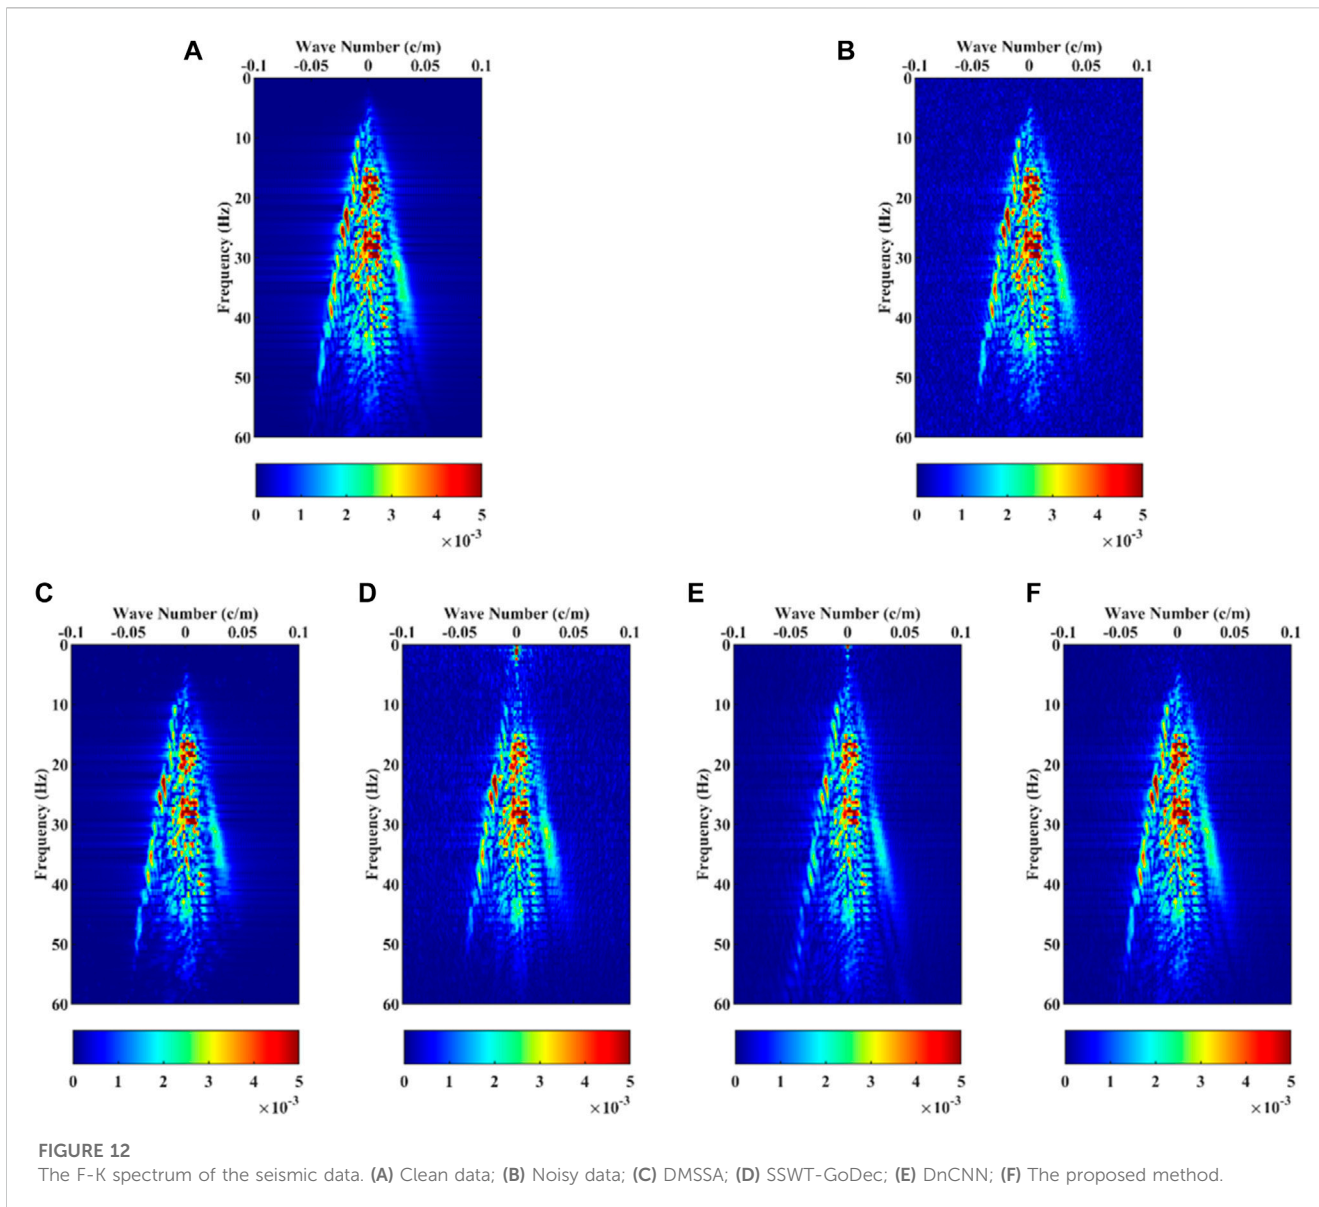 A
Wave Number (c/m)
-0.1 -0.05 0 0.05 0.1
0
10
20
30
40
50
60
Frequency (Hz)
0 1 2 3 4 5
×10-3
B
Wave Number (c/m)
-0.1 -0.05 0 0.05 0.1
0
10
20
30
40
50
60
Frequency (Hz)
0 1 2 3 4 5
×10-3
C
Wave Number (c/m)
-0.1 -0.05 0 0.05 0.1
0
10
20
30
40
50
60
Frequency (Hz)
0 1 2 3 4 5
×10-3
D
Wave Number (c/m)
-0.1 -0.05 0 0.05 0.1
0
10
20
30
40
50
60
Frequency (Hz)
0 1 2 3 4 5
×10-3
E
Wave Number (c/m)
-0.1 -0.05 0 0.05 0.1
0
10
20
30
40
50
60
Frequency (Hz)
0 1 2 3 4 5
×10-3
F
Wave Number (c/m)
-0.1 -0.05 0 0.05 0.1
0
10
20
30
40
50
60
Frequency (Hz)
0 1 2 3 4 5
×10-3
FIGURE 12
The F-K spectrum of the seismic data. (A) Clean data; (B) Noisy data; (C) DMSSA; (D) SSWT-GoDec; (E) DnCNN; (F) The proposed method.